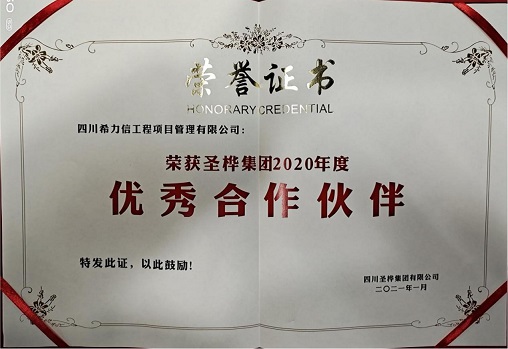 荣誉证书
HONORARY CREDENTIAL
四川希力信工程项目管理有限公司：
荣获圣桦集团2020年度
优秀合作伙伴
特发此证，以此鼓励！
四川圣桦集团有限公司
二〇二一年一月